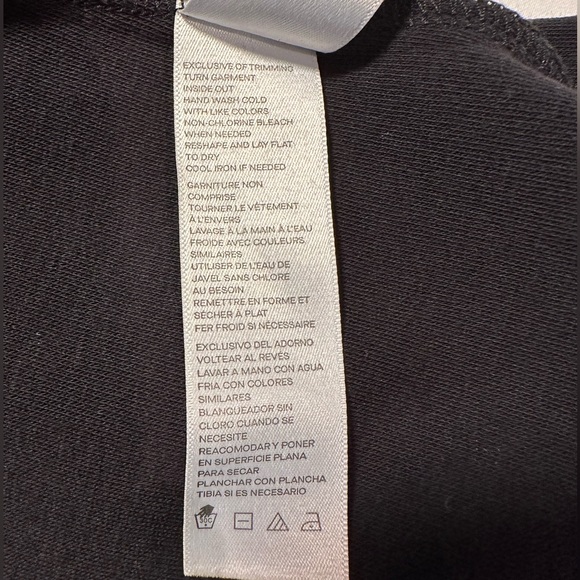 EXCLUSIVE OF TRIMMING
TURN GARMENT
INSIDE OUT
HAND WASH COLD
WITH LIKE COLORS
NON-CHLORINE BLEACH
WHEN NEEDED
RESHAPE AND LAY FLAT
TO DRY
COOL IRON IF NEEDED
GARNITURE NON
COMPRISE
TOURNER LE VÊTEMENT
À L'ENVERS
LAVAGE À LA MAIN À L'EAU
FROIDE AVEC COULEURS
SIMILAIRES
UTILISER DE L'EAU DE
JAVEL SANS CHLORE
AU BESOIN
REMETTRE EN FORME ET
SÉCHER À PLAT
FER FROID SI NÉCESSAIRE
EXCLUSIVO DEL ADORNO
VOLTEAR AL REVÉS
LAVAR A MANO CON AGUA
FRIA CON COLORES
SIMILARES
BLANQUEADOR SIN
CLORO CUANDO SE
NECESITE
REACOMODAR Y PONER
EN SUPERFICIE PLANA
PARA SECAR
PLANCHAR CON PLANCHA
TIBIA SI ES NECESARIO
30C